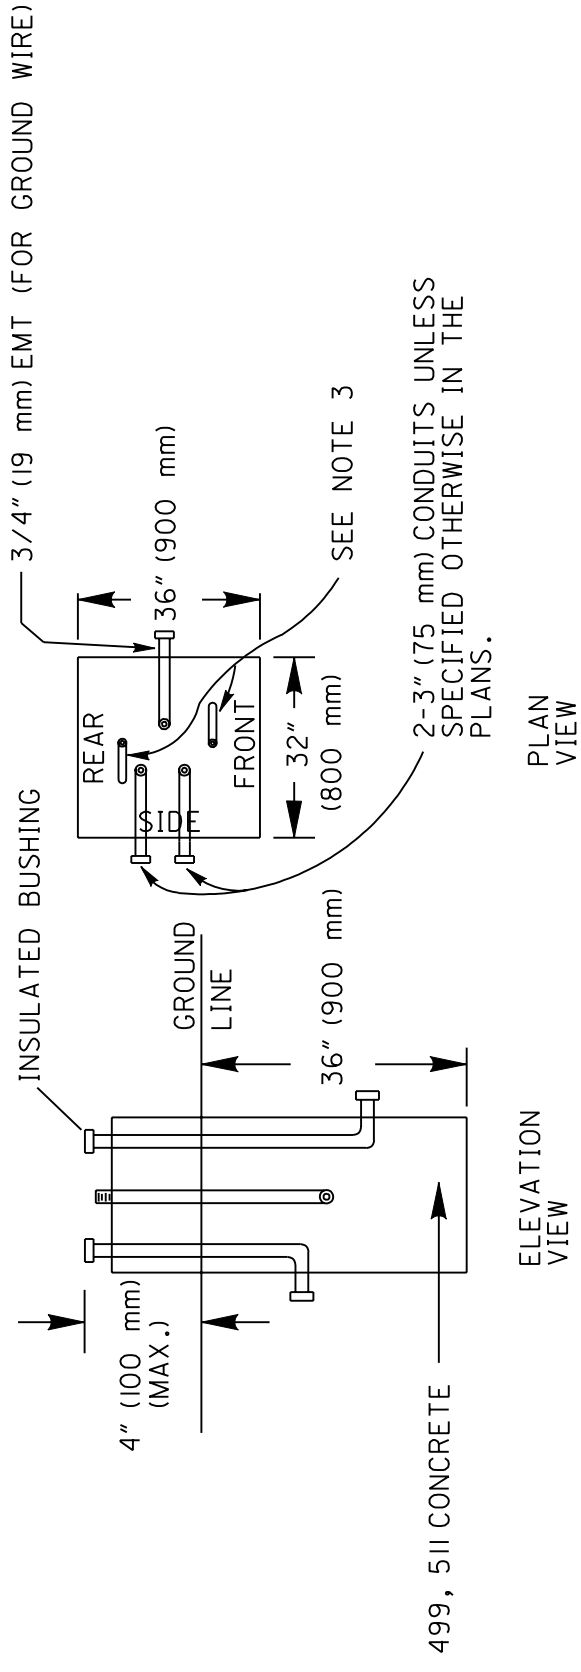 3/4" (19 mm) EMT (FOR GROUND WIRE)
INSULATED BUSHING
REAR
SIDE
FRONT
36" (900 mm)
32"
(800 mm)
SEE NOTE 3
2-3" (75 mm) CONDUITS UNLESS
SPECIFIED OTHERWISE IN THE
PLANS.
PLAN
VIEW
GROUND
LINE
36" (900 mm)
4" (100 mm)
(MAX.)
499, 511 CONCRETE
ELEVATION
VIEW